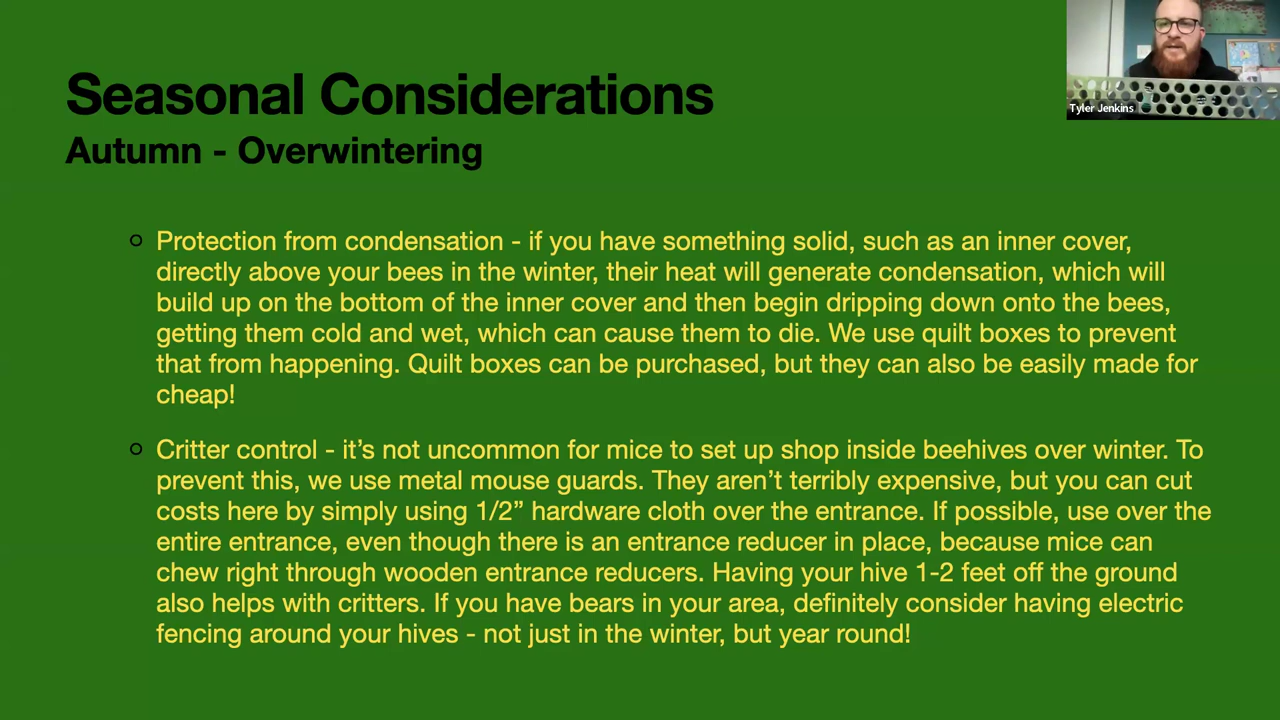 Seasonal Considerations
Autumn - Overwintering
Tyler Jenkins
Protection from condensation - if you have something solid, such as an inner cover,
directly above your bees in the winter, their heat will generate condensation, which will
build up on the bottom of the inner cover and then begin dripping down onto the bees,
getting them cold and wet, which can cause them to die. We use quilt boxes to prevent
that from happening. Quilt boxes can be purchased, but they can also be easily made for
cheap!
Critter control - it’s not uncommon for mice to set up shop inside beehives over winter. To
prevent this, we use metal mouse guards. They aren’t terribly expensive, but you can cut
costs here by simply using 1/2” hardware cloth over the entrance. If possible, use over the
entire entrance, even though there is an entrance reducer in place, because mice can
chew right through wooden entrance reducers. Having your hive 1-2 feet off the ground
also helps with critters. If you have bears in your area, definitely consider having electric
fencing around your hives - not just in the winter, but year round!